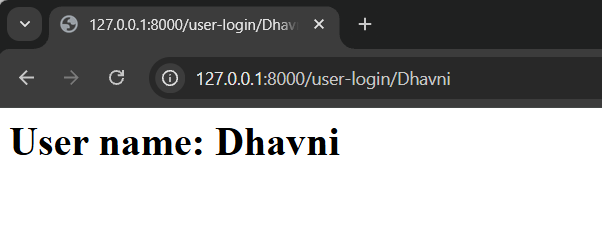 127.0.0.1:8000/user-login/Dhav
127.0.0.1:8000/user-login/Dhavni
User name: Dhavni